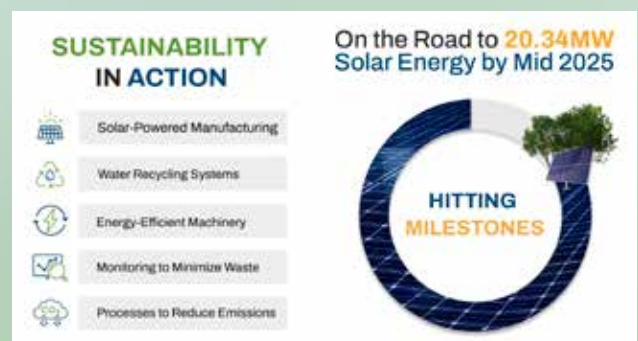 SUSTAINABILITY
IN ACTION
Solar-Powered Manufacturing
Water Recycling Systems
Energy-Efficient Machinery
Monitoring to Minimize Waste
Processes to Reduce Emissions
On the Road to 20.34MW
Solar Energy by Mid 2025
HITTING
MILESTONES